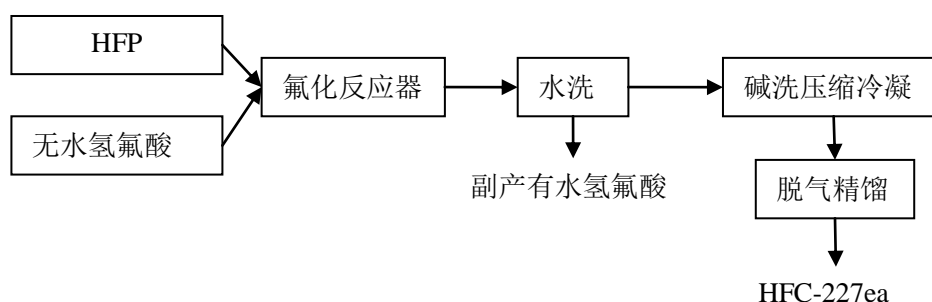 HFP
无水氢氟酸
氟化反应器
水洗
碱洗压缩冷凝
副产有水氢氟酸
脱气精馏
HFC-227ea